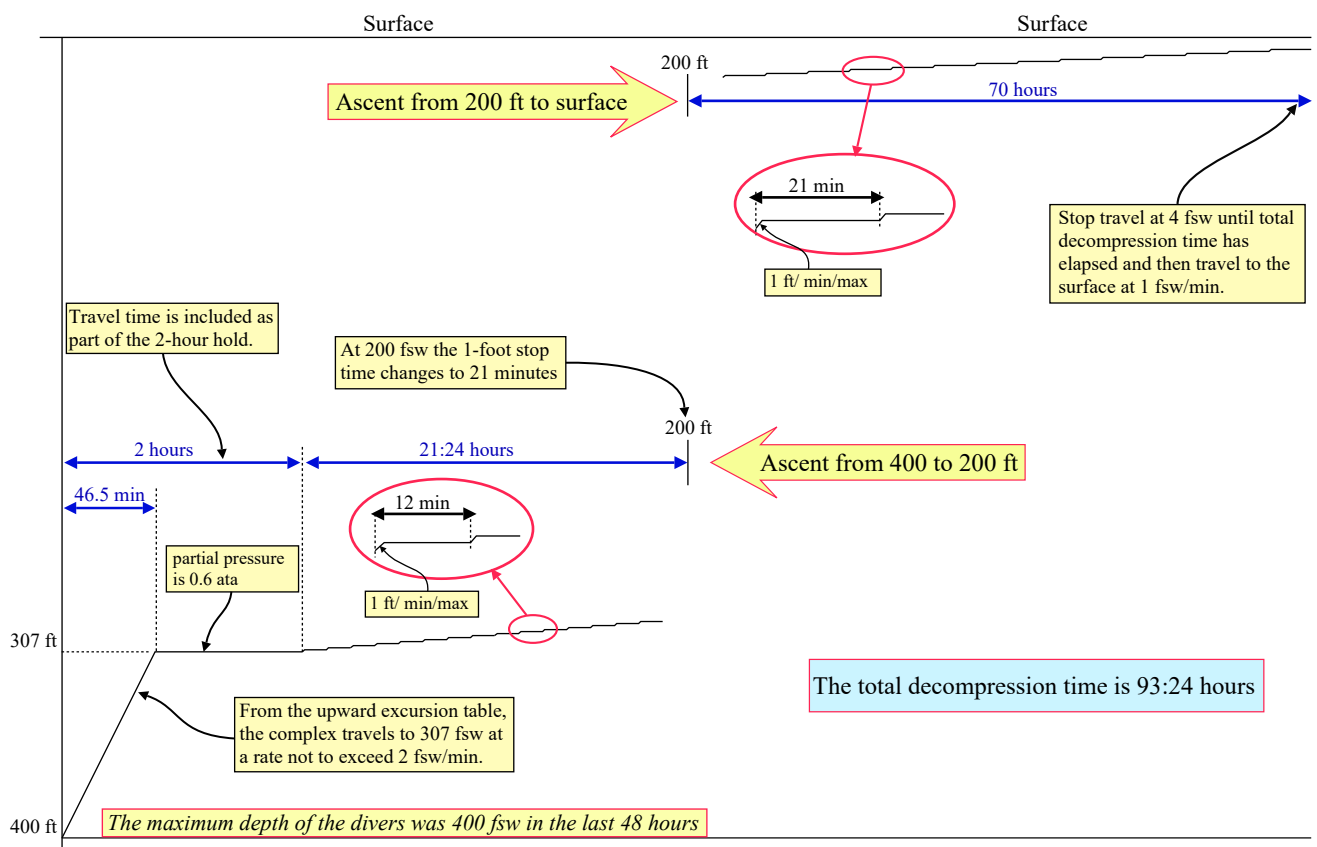 Surface
Surface
200 ft
Ascent from 200 ft to surface
70 hours
21 min
1 ft/ min/max
Stop travel at 4 fsw until total
decompression time has
elapsed and then travel to the
surface at 1 fsw/min.
Travel time is included as
part of the 2-hour hold.
At 200 fsw the 1-foot stop
time changes to 21 minutes
200 ft
2 hours
21:24 hours
Ascent from 400 to 200 ft
46.5 min
12 min
partial pressure
is 0.6 ata
1 ft/ min/max
307 ft
The total decompression time is 93:24 hours
From the upward excursion table,
the complex travels to 307 fsw at
a rate not to exceed 2 fsw/min.
400 ft
The maximum depth of the divers was 400 fsw in the last 48 hours